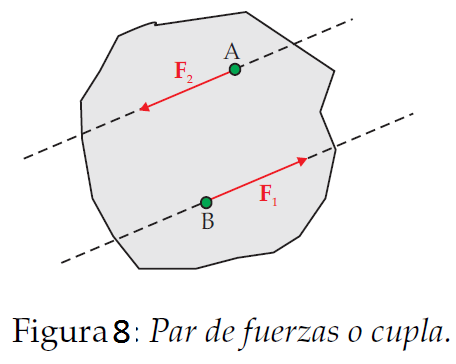 A
F₂
F₁
B
Figura 8: Par de fuerzas o cupla.